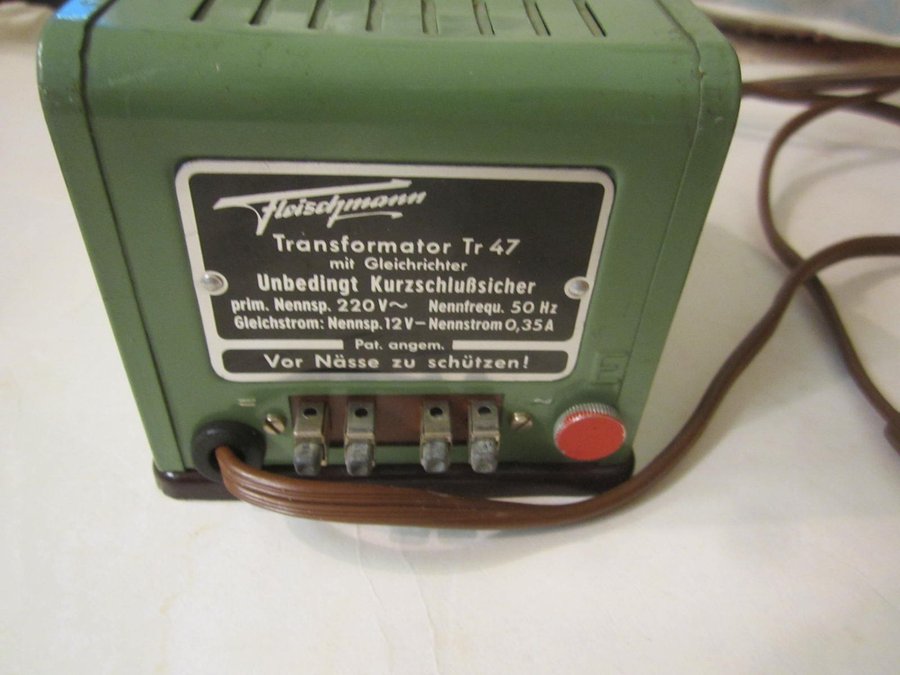 Fleischmann
Transformator Tr 47
mit Gleichrichter
Unbedingt Kurzschlußsicher
prim. Nennsp. 220 V~ Nennfrequ. 50 Hz
Gleichstrom: Nennsp. 12 V– Nennstrom 0,35 A
Pat. angem.
Vor Nässe zu schützen!
= ~